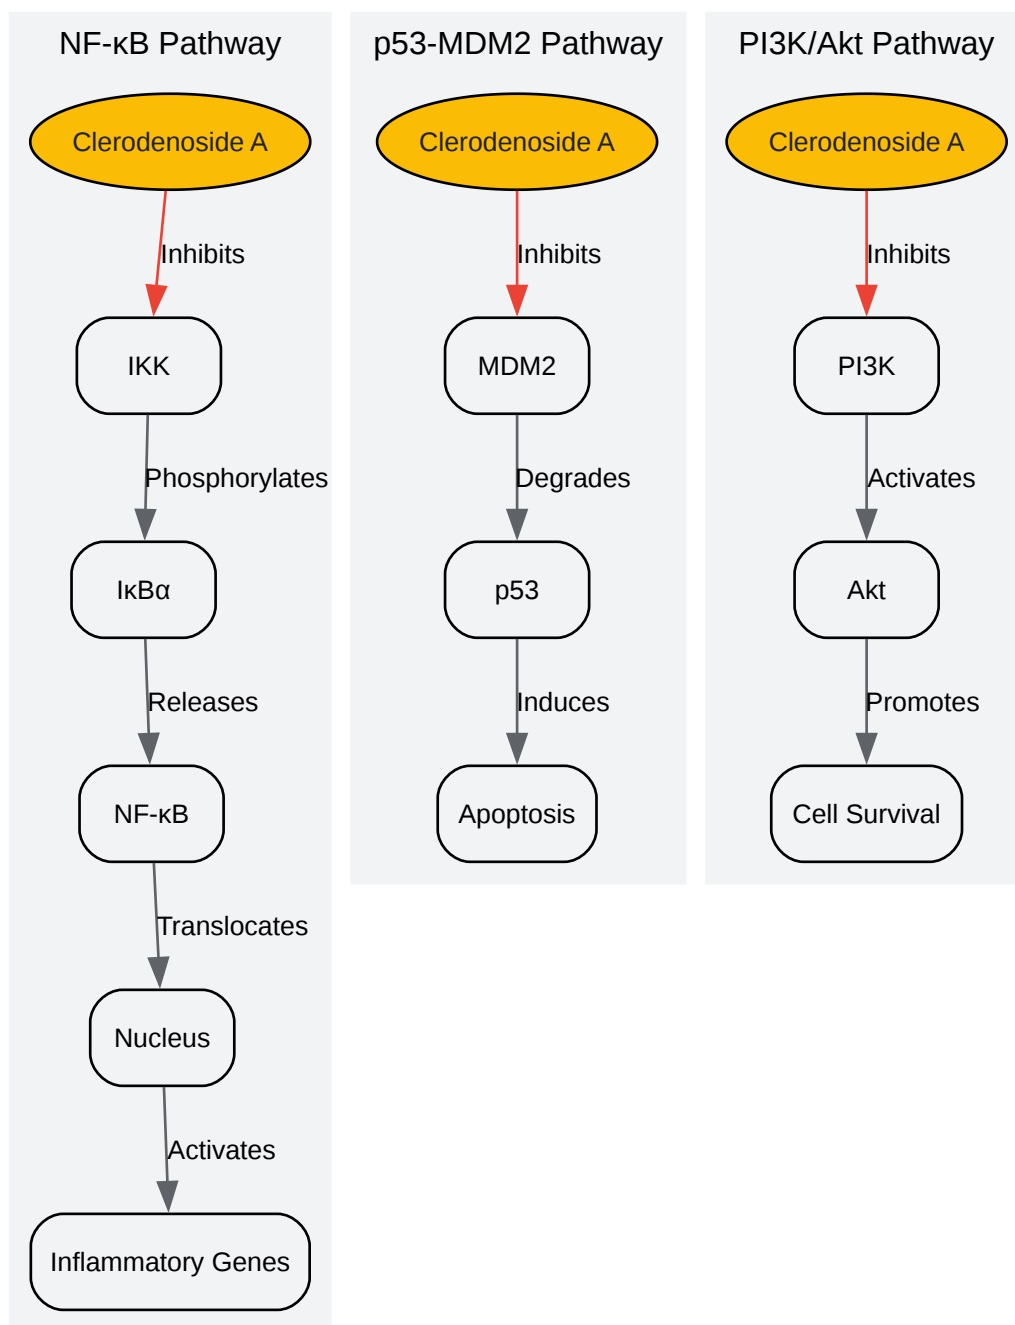 NF-κB Pathway
Clerodenoside A
Inhibits
IKK
Phosphorylates
IκBα
Releases
NF-κB
Translocates
Nucleus
Activates
Inflammatory Genes
p53-MDM2 Pathway
Clerodenoside A
Inhibits
MDM2
Degrades
p53
Induces
Apoptosis
PI3K/Akt Pathway
Clerodenoside A
Inhibits
PI3K
Activates
Akt
Promotes
Cell Survival